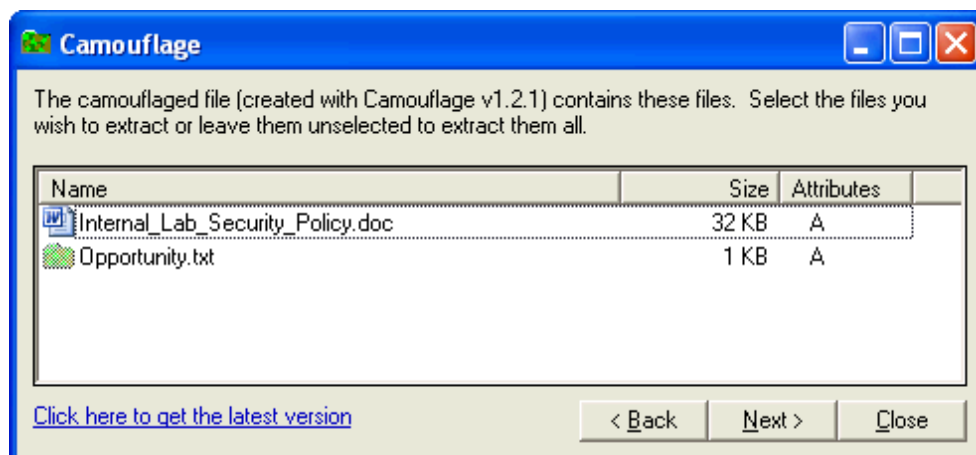 Camouflage
The camouflaged file (created with Camouflage v1.2.1) contains these files.  Select the files you
wish to extract or leave them unselected to extract them all.
Name Size Attributes
Internal_Lab_Security_Policy.doc 32 KB A
Opportunity.txt 1 KB A
Click here to get the latest version < Back Next > Close